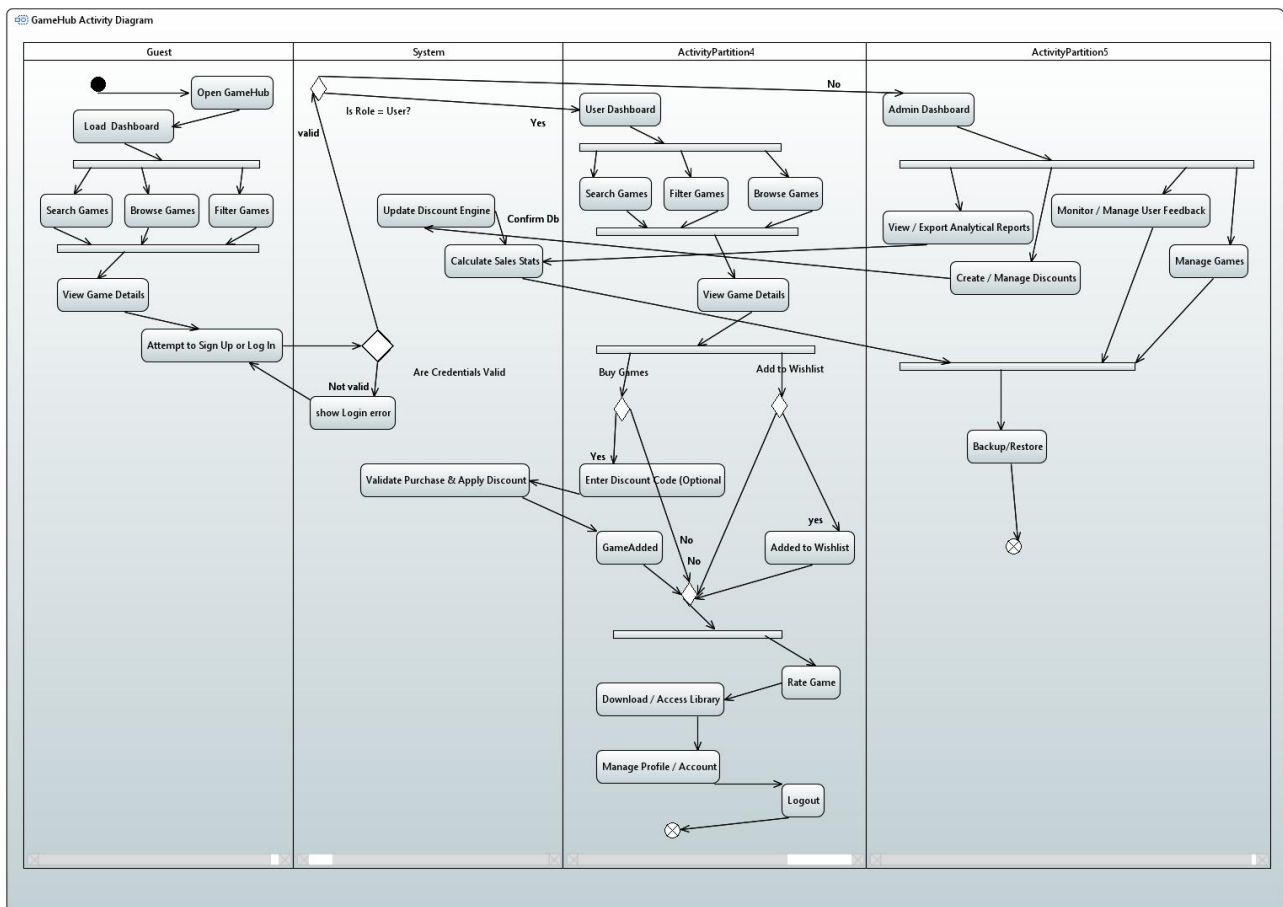 GameHub Activity Diagram
Guest
System
ActivityPartition4
ActivityPartition5
Open GameHub
Load Dashboard
Search Games
Browse Games
Filter Games
View Game Details
Attempt to Sign Up or Log In
valid
Is Role = User?
Yes
No
Update Discount Engine
Confirm Db
Calculate Sales Stats
Are Credentials Valid
Not valid
show Login error
Validate Purchase & Apply Discount
User Dashboard
Search Games
Filter Games
Browse Games
View Game Details
Buy Games
Add to Wishlist
Yes
Enter Discount Code (Optional
yes
GameAdded
No
No
Added to Wishlist
Rate Game
Download / Access Library
Manage Profile / Account
Logout
Admin Dashboard
Monitor / Manage User Feedback
View / Export Analytical Reports
Manage Games
Create / Manage Discounts
Backup/Restore